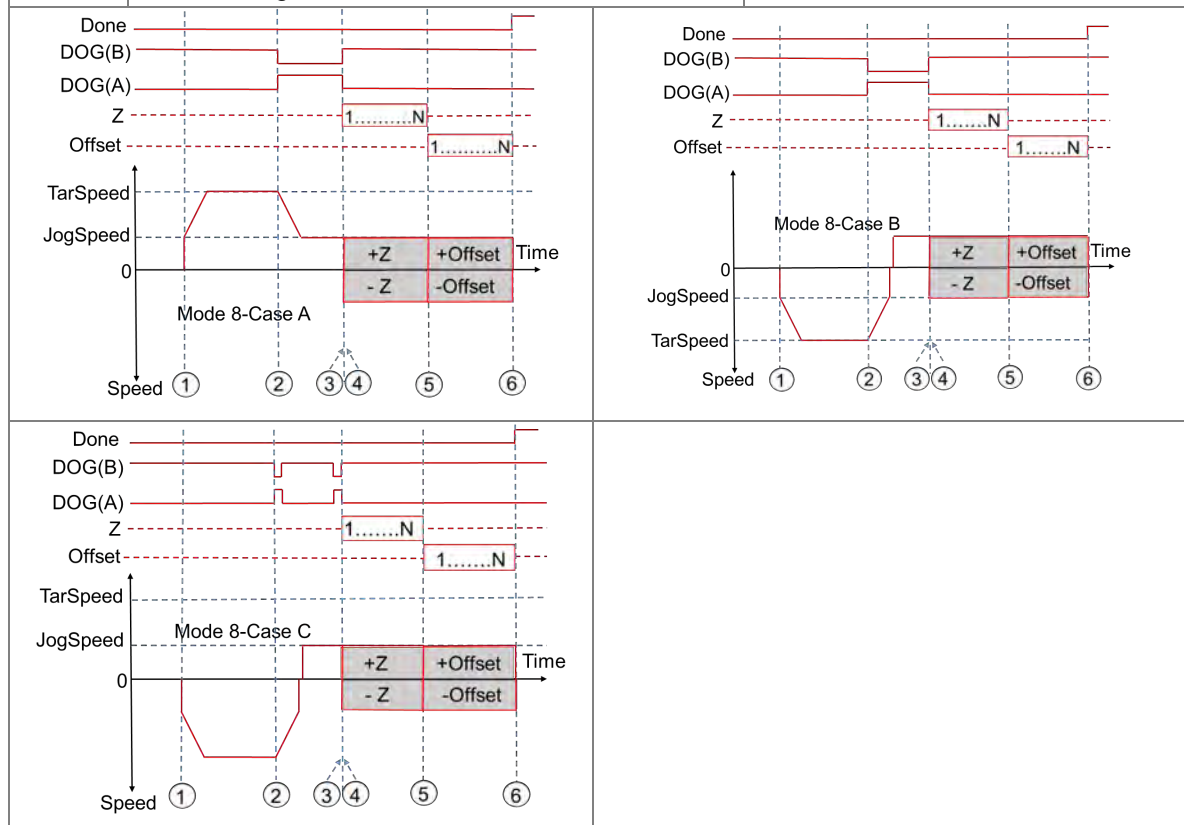 Done
DOG(B)
DOG(A)
Z
1..........N
Offset
1.........N
TarSpeed
JogSpeed
Time
+Z
+Offset
0
- Z
-Offset
Mode 8-Case A
Speed
1
2
3
4
5
6
Done
DOG(B)
DOG(A)
Z
1.......N
Offset
1.......N
Mode 8-Case B
Time
+Z
+Offset
0
- Z
-Offset
JogSpeed
TarSpeed
Speed
1
2
3
4
5
6
Done
DOG(B)
DOG(A)
Z
1.......N
Offset
1.......N
TarSpeed
Mode 8-Case C
JogSpeed
Time
+Z
+Offset
0
- Z
-Offset
Speed
1
2
3
4
5
6